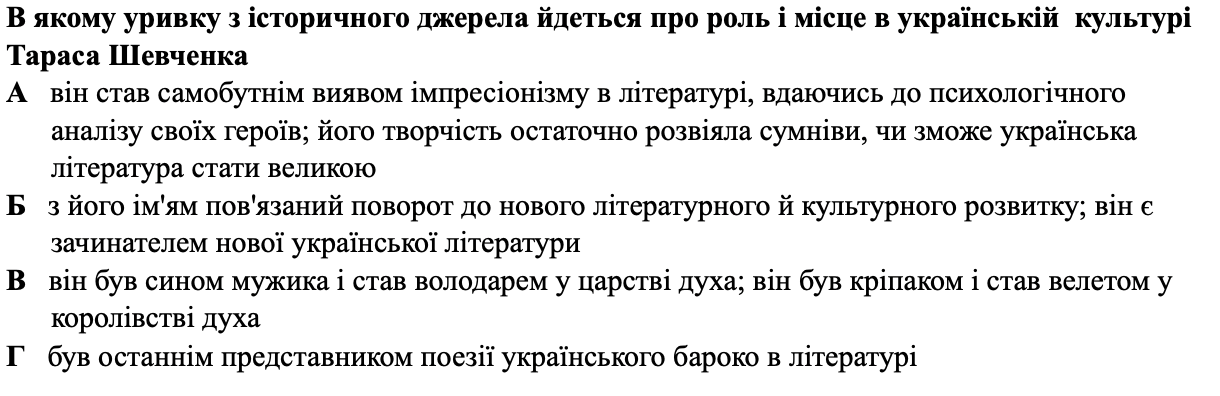 В якому уривку з історичного джерела йдеться про роль і місце в українській культурі
Тараса Шевченка
А він став самобутнім виявом імпресіонізму в літературі, вдаючись до психологічного
аналізу своїх героїв; його творчість остаточно розвіяла сумніви, чи зможе українська
література стати великою
Б з його ім'ям пов'язаний поворот до нового літературного й культурного розвитку; він є
зачинателем нової української літератури
В він був сином мужика і став володарем у царстві духа; він був кріпаком і став велетом у
королівстві духа
Г був останнім представником поезії українського бароко в літературі